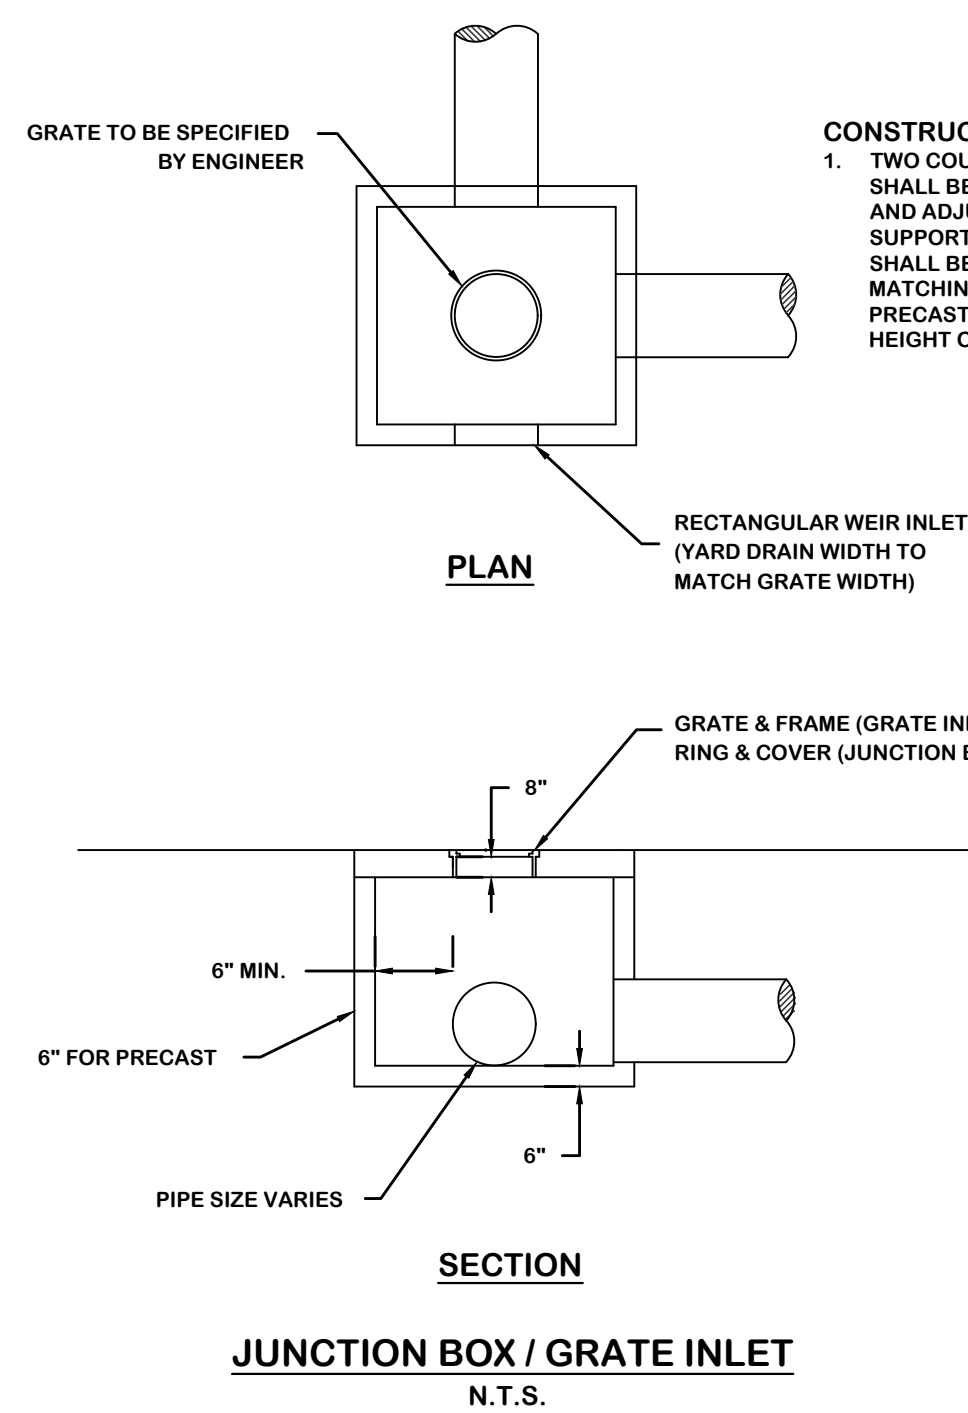 GRATE TO BE SPECIFIED
BY ENGINEER
CONSTRUC
1. TWO COU
SHALL BE
AND ADJU
SUPPORT
SHALL BE
MATCHIN
PRECAST
HEIGHT O
RECTANGULAR WEIR INLET
(YARD DRAIN WIDTH TO
MATCH GRATE WIDTH)
PLAN
GRATE & FRAME (GRATE INL
RING & COVER (JUNCTION B
8"
6" MIN.
6" FOR PRECAST
6"
PIPE SIZE VARIES
SECTION
JUNCTION BOX / GRATE INLET
N.T.S.